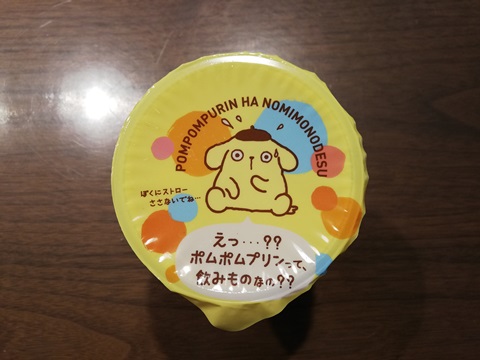 POMPOMPURIN HA NOMIMONODESU
ぼくにストロー
ささないでね…
えっ…??
ポムポムプリンって、
飲みものなの??